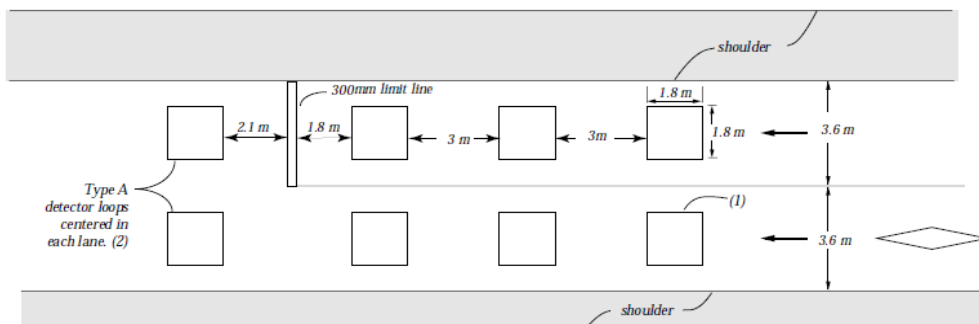 shoulder
300mm limit line
1.8 m
2.1 m
1.8 m
3 m
3m
1.8 m
3.6 m
Type A
detector loops
centered in
each lane. (2)
(1)
3.6 m
shoulder